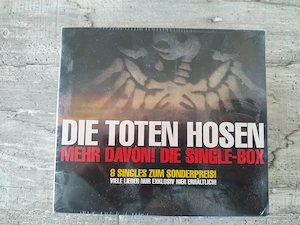 DIE TOTEN HOSEN
MEHR DAVON! DIE SINGLE-BOX
8 SINGLES ZUM SONDERPREIS!
VIELE LIEDER NUR EXKLUSIV HIER ERHÄLTLICH!